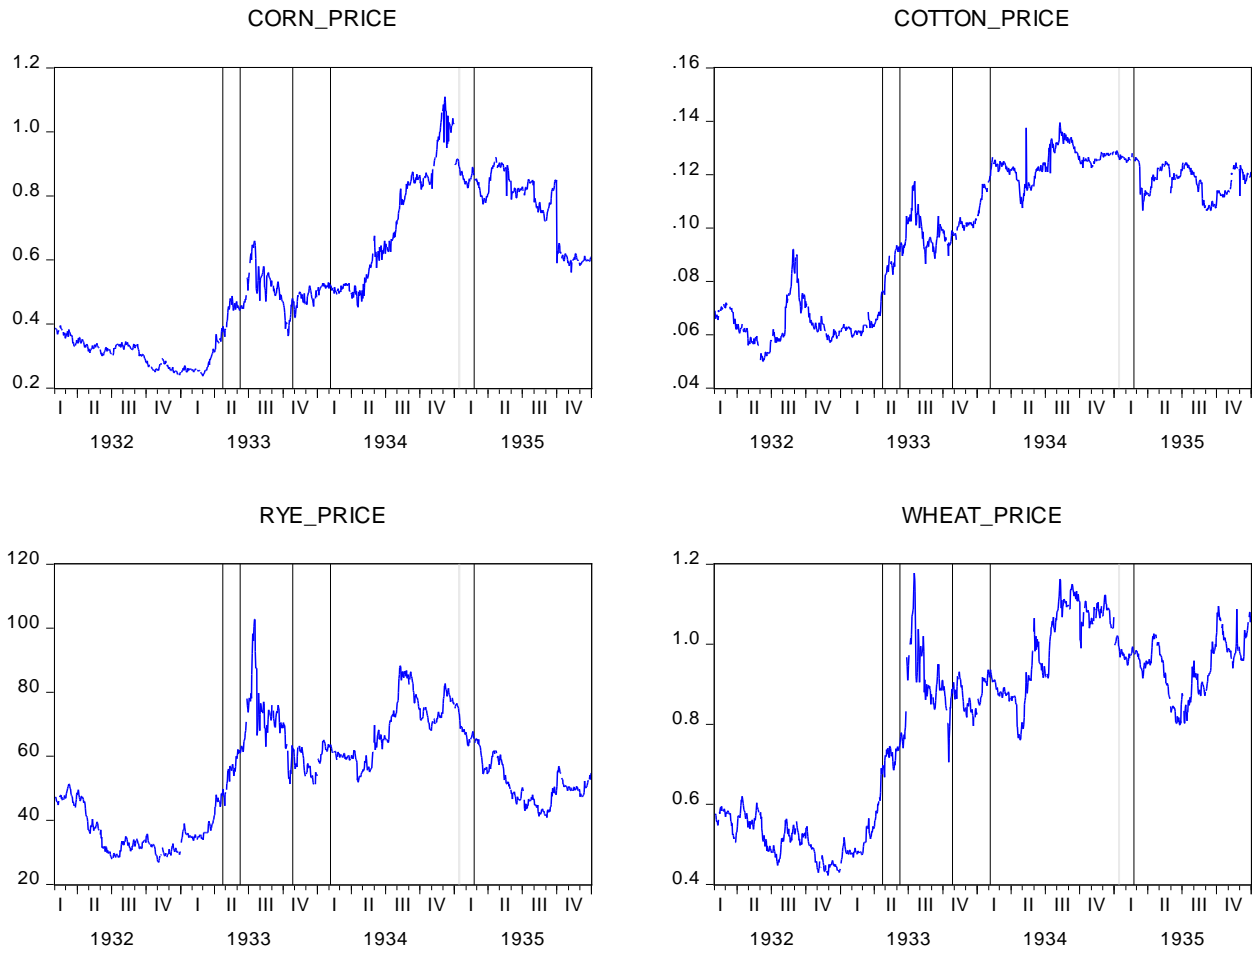 CORN_PRICE
1.2
1.0
0.8
0.6
0.4
0.2
I II III IV I II III IV I II III IV I II III IV
1932 1933 1934 1935
COTTON_PRICE
.16
.14
.12
.10
.08
.06
.04
I II III IV I II III IV I II III IV I II III IV
1932 1933 1934 1935
RYE_PRICE
120
100
80
60
40
20
I II III IV I II III IV I II III IV I II III IV
1932 1933 1934 1935
WHEAT_PRICE
1.2
1.0
0.8
0.6
0.4
I II III IV I II III IV I II III IV I II III IV
1932 1933 1934 1935